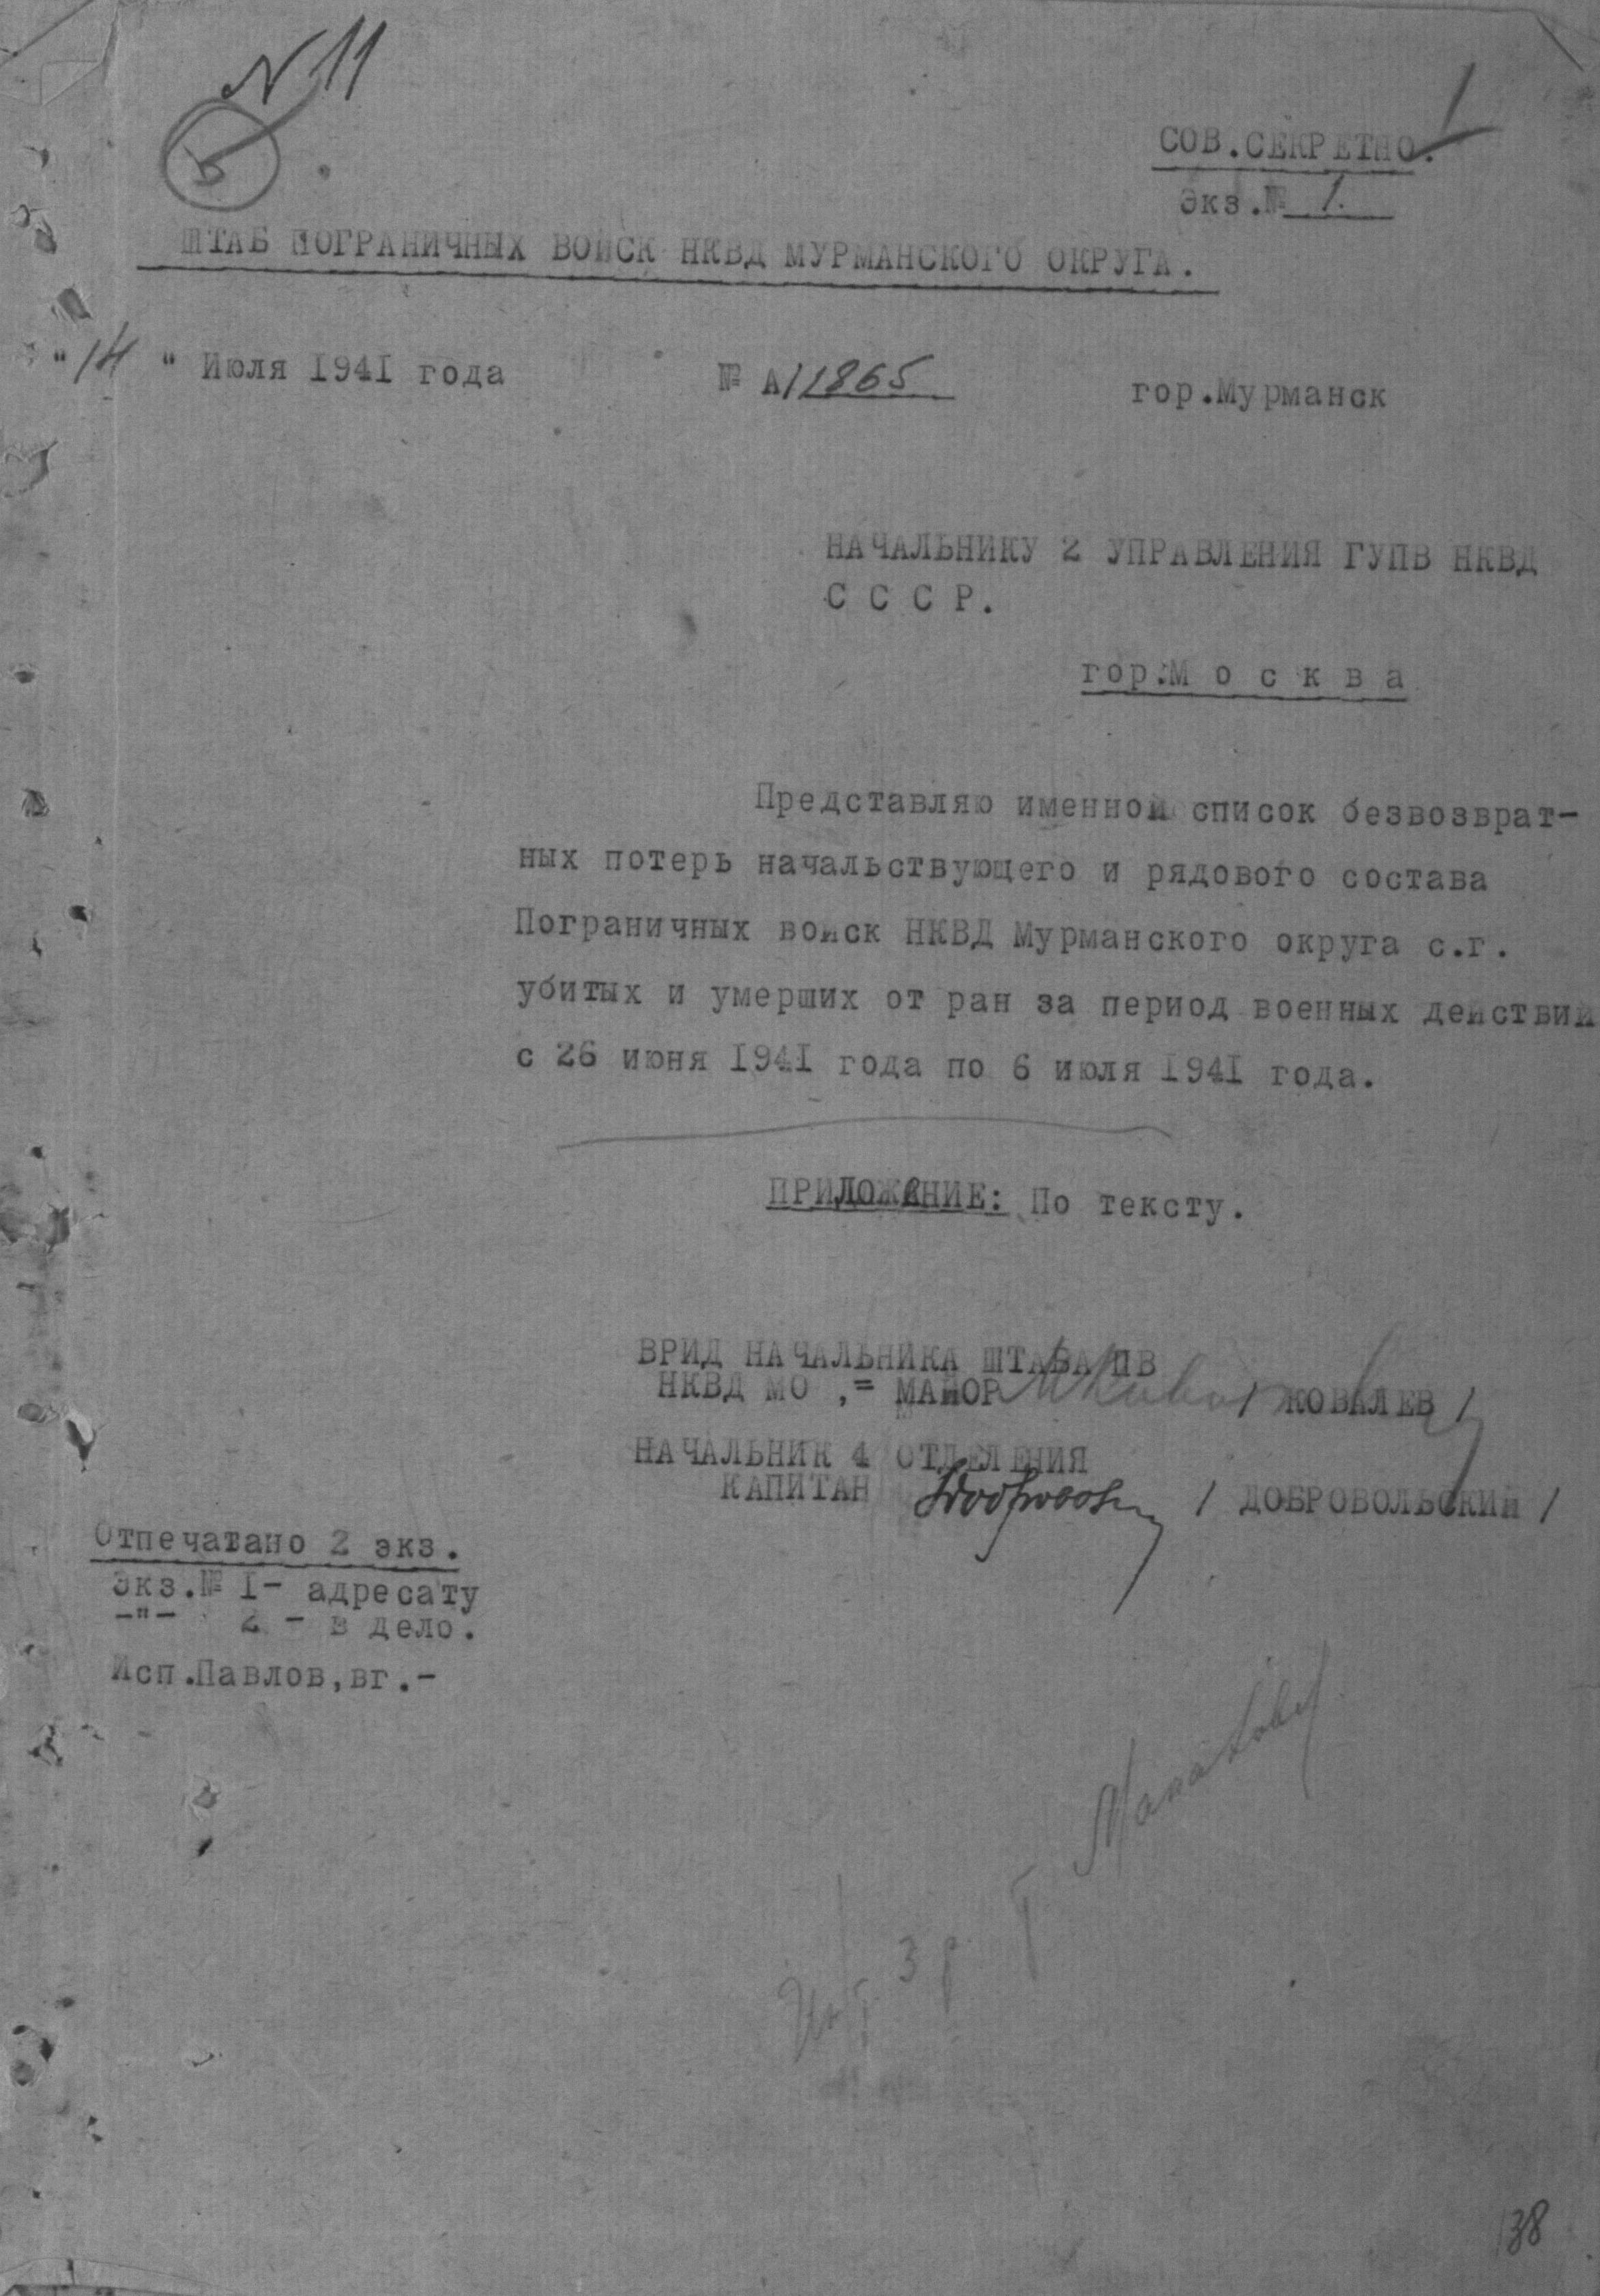 N 11
СОВ.СЕКРЕТНО.
Экз.№ 1.
ШТАБ ПОГРАНИЧНЫХ ВОЙСК НКВД МУРМАНСКОГО ОКРУГА.
"14" Июля 1941 года № А/1865 гор.Мурманск
НАЧАЛЬНИКУ 2 УПРАВЛЕНИЯ ГУПВ НКВД
С С С Р.
гор.М о с к в а
Представляю именной список безвозврат-
ных потерь начальствующего и рядового состава
Пограничных войск НКВД Мурманского округа с.г.
убитых и умерших от ран за период военных действий
с 26 июня 1941 года по 6 июля 1941 года.
ПРИЛОЖЕНИЕ: По тексту.
ВРИД НАЧАЛЬНИКА ШТАБА ПВ
НКВД МО ,= МАЙОР / КОВАЛЕВ /
НАЧАЛЬНИК 4 ОТДЕЛЕНИЯ
КАПИТАН / ДОБРОВОЛЬСКИЙ /
Отпечатано 2 экз.
Экз.№ 1- адресату
-"- 2 - в дело.
Исп.Павлов,вг.-
138